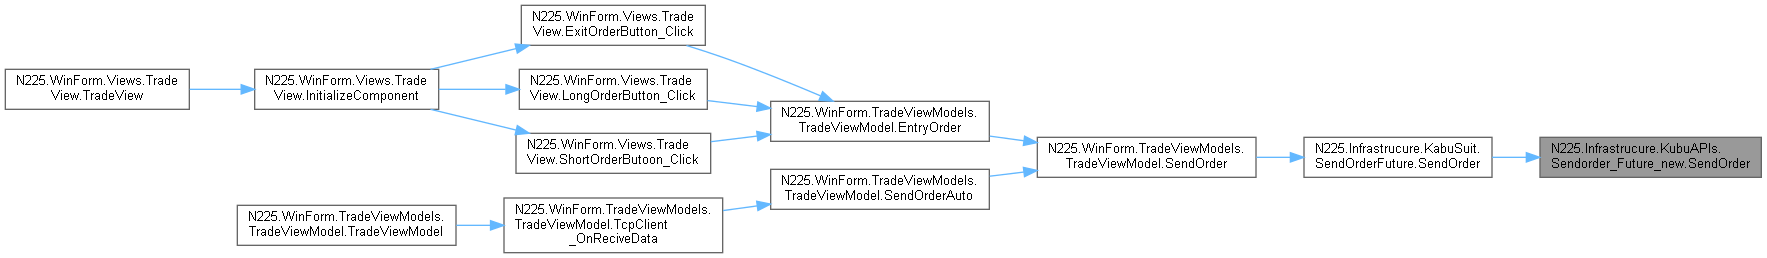 N225.WinForm.Views.Trade
View.ExitOrderButton_Click
N225.WinForm.Views.Trade
View.TradeView
N225.WinForm.Views.Trade
View.InitializeComponent
N225.WinForm.Views.Trade
View.LongOrderButton_Click
N225.WinForm.TradeViewModels.
TradeViewModel.EntryOrder
N225.WinForm.Views.Trade
View.ShortOrderButoon_Click
N225.WinForm.TradeViewModels.
TradeViewModel.SendOrder
N225.Infrastrucure.KabuSuit.
SendOrderFuture.SendOrder
N225.Infrastrucure.KubuAPIs.
Sendorder_Future_new.SendOrder
N225.WinForm.TradeViewModels.
TradeViewModel.SendOrderAuto
N225.WinForm.TradeViewModels.
TradeViewModel.TradeViewModel
N225.WinForm.TradeViewModels.
TradeViewModel.TcpClient
_OnReciveData